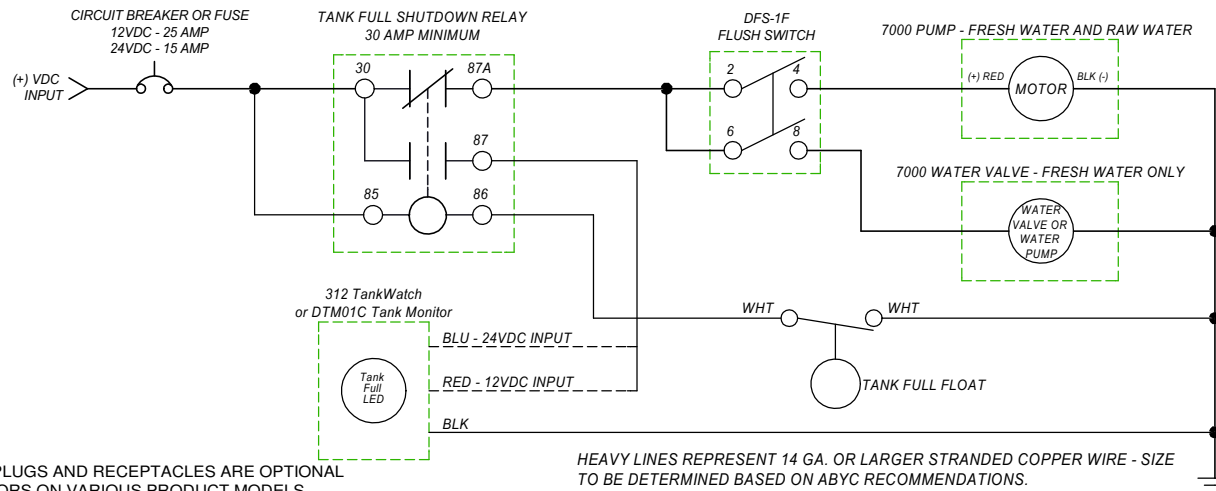 CIRCUIT BREAKER OR FUSE
12VDC - 25 AMP
24VDC - 15 AMP
(+) VDC
INPUT
TANK FULL SHUTDOWN RELAY
30 AMP MINIMUM
30
87A
87
85
86
DFS-1F
FLUSH SWITCH
2
4
6
8
7000 PUMP - FRESH WATER AND RAW WATER
(+) RED
MOTOR
BLK (-)
7000 WATER VALVE - FRESH WATER ONLY
WATER
VALVE OR
WATER
PUMP
312 TankWatch
or DTM01C Tank Monitor
Tank
Full
LED
BLU - 24VDC INPUT
RED - 12VDC INPUT
BLK
WHT
WHT
TANK FULL FLOAT
PLUGS AND RECEPTACLES ARE OPTIONAL
ORS ON VARIOUS PRODUCT MODELS
HEAVY LINES REPRESENT 14 GA. OR LARGER STRANDED COPPER WIRE - SIZE
TO BE DETERMINED BASED ON ABYC RECOMMENDATIONS.